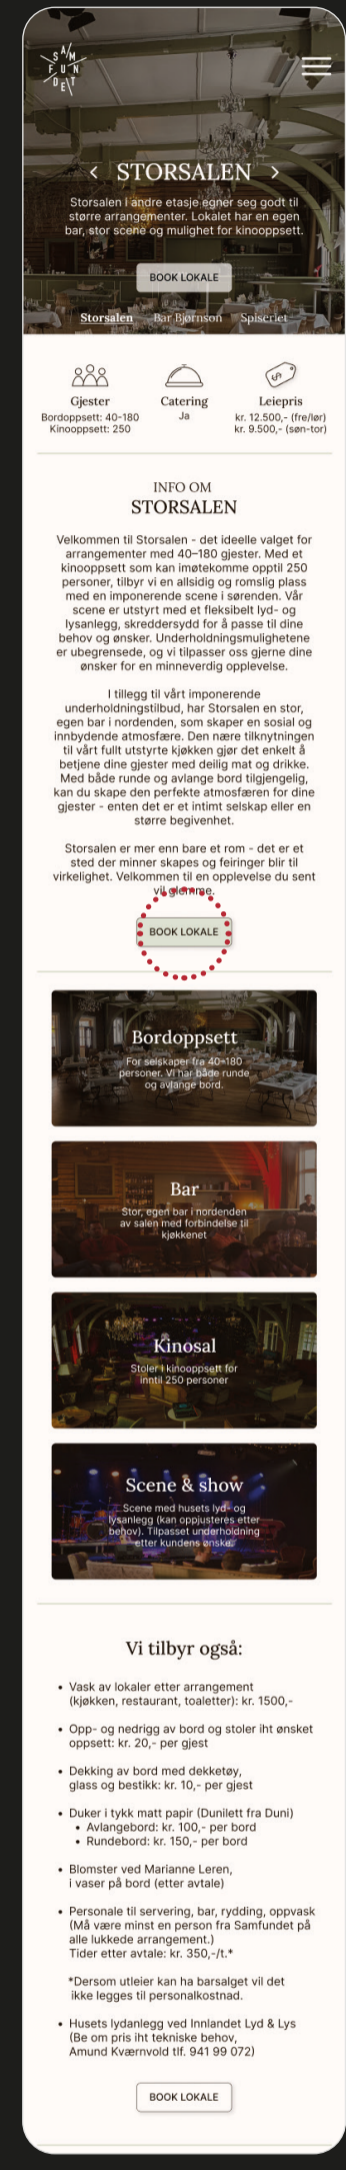 SA/M
FUN
DET
< STORSALEN >
Storsalen i andre etasje egner seg godt til
større arrangementer. Lokalet har en egen
bar, stor scene og mulighet for kinooppsett.
BOOK LOKALE
Storsalen Bar Bjørnson Spiseriet
Gjester
Bordoppsett: 40-180
Kinooppsett: 250
Catering
Ja
Leiepris
kr. 12.500,- (fre/lør)
kr. 9.500,- (søn-tor)
INFO OM
STORSALEN
Velkommen til Storsalen - det ideelle valget for
arrangementer med 40–180 gjester. Med et
kinooppsett som kan imøtekomme opptil 250
personer, tilbyr vi en allsidig og romslig plass
med en imponerende scene i sørenden. Vår
scene er utstyrt med et fleksibelt lyd- og
lysanlegg, skreddersydd for å passe til dine
behov og ønsker. Underholdningsmulighetene
er ubegrensede, og vi tilpasser oss gjerne dine
ønsker for en minneverdig opplevelse.
I tillegg til vårt imponerende
underholdningstilbud, har Storsalen en stor,
egen bar i nordenden, som skaper en sosial og
innbydende atmosfære. Den nære tilknytningen
til vårt fullt utstyrte kjøkken gjør det enkelt å
betjene dine gjester med deilig mat og drikke.
Med både runde og avlange bord tilgjengelig,
kan du skape den perfekte atmosfæren for dine
gjester - enten det er et intimt selskap eller en
større begivenhet.
Storsalen er mer enn bare et rom - det er et
sted der minner skapes og feiringer blir til
virkelighet. Velkommen til en opplevelse du sent
vil glemme.
BOOK LOKALE
Bordoppsett
For selskaper fra 40-180
personer. Vi har både runde
og avlange bord.
Bar
Stor, egen bar i nordenden
av salen med forbindelse til
kjøkkenet
Kinosal
Stoler i kinooppsett for
inntil 250 personer
Scene & show
Scene med husets lyd- og
lysanlegg (kan oppjusteres etter
behov). Tilpasset underholdning
etter kundens ønske.
Vi tilbyr også:
• Vask av lokaler etter arrangement
(kjøkken, restaurant, toaletter): kr. 1500,-
• Opp- og nedrigg av bord og stoler iht ønsket
oppsett: kr. 20,- per gjest
• Dekking av bord med dekketøy,
glass og bestikk: kr. 10,- per gjest
• Duker i tykk matt papir (Dunilett fra Duni)
• Avlangebord: kr. 100,- per bord
• Rundebord: kr. 150,- per bord
• Blomster ved Marianne Leren,
i vaser på bord (etter avtale)
• Personale til servering, bar, rydding, oppvask
(Må være minst en person fra Samfundet på
alle lukkede arrangement.)
Tider etter avtale: kr. 350,-/t.*
*Dersom utleier kan ha barsalget vil det
ikke legges til personalkostnad.
• Husets lydanlegg ved Innlandet Lyd & Lys
(Be om pris iht tekniske behov,
Amund Kværnvold tlf. 941 99 072)
BOOK LOKALE